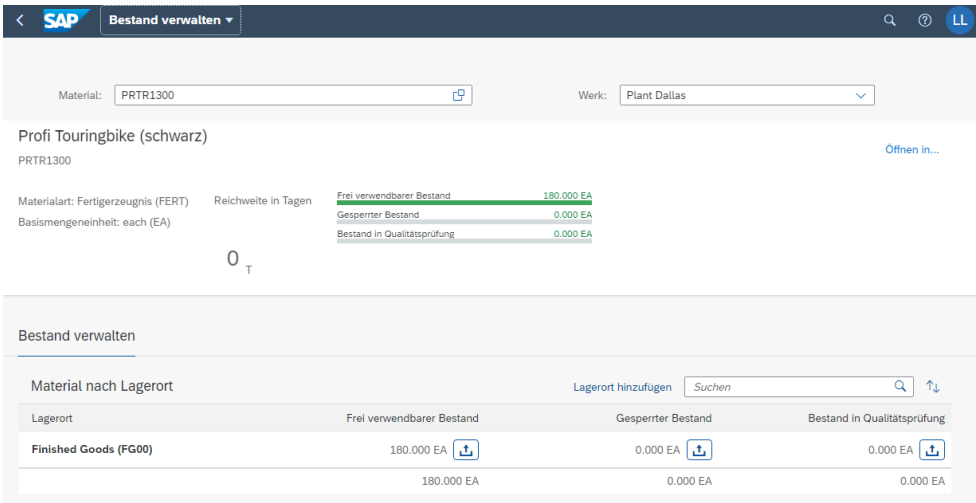 SAP Bestand verwalten LL
Material: PRTR1300 Werk: Plant Dallas
Profi Touringbike (schwarz)
PRTR1300
Öffnen in...
Materialart: Fertigerzeugnis (FERT)
Basismengeneinheit: each (EA)
Reichweite in Tagen
0 T
Frei verwendbarer Bestand 180.000 EA
Gesperrter Bestand 0.000 EA
Bestand in Qualitätsprüfung 0.000 EA
Bestand verwalten
Material nach Lagerort Lagerort hinzufügen Suchen
Lagerort Frei verwendbarer Bestand Gesperrter Bestand Bestand in Qualitätsprüfung
Finished Goods (FG00) 180.000 EA 0.000 EA 0.000 EA
180.000 EA 0.000 EA 0.000 EA